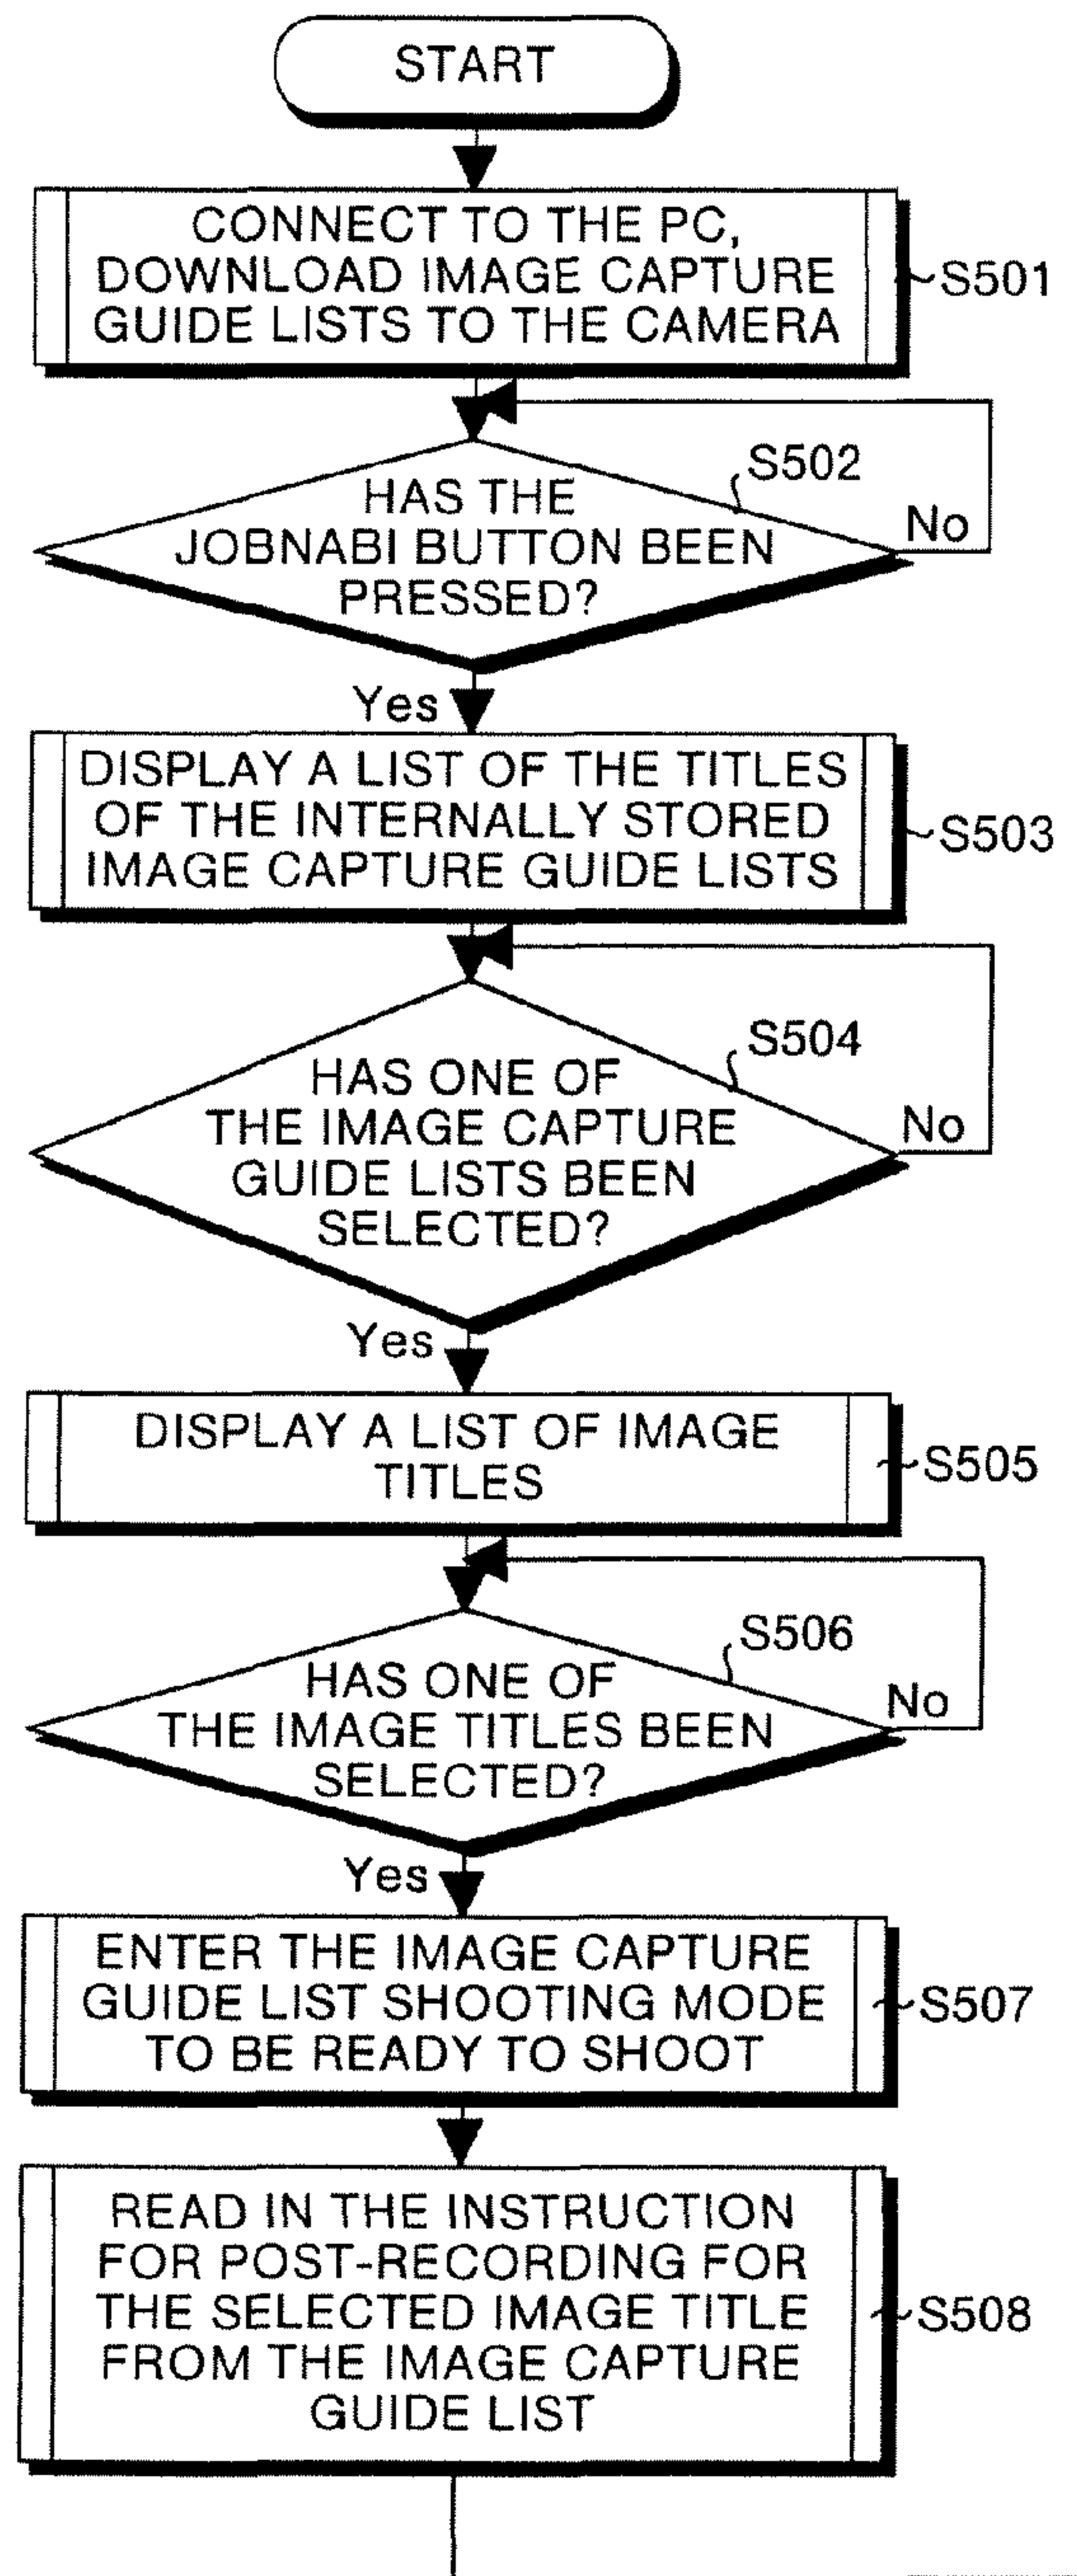 START
CONNECT TO THE PC,
DOWNLOAD IMAGE CAPTURE
GUIDE LISTS TO THE CAMERA
S501
S502
HAS THE
JOBNABI BUTTON BEEN
PRESSED?
No
Yes
DISPLAY A LIST OF THE TITLES
OF THE INTERNALLY STORED
IMAGE CAPTURE GUIDE LISTS
S503
S504
HAS ONE OF
THE IMAGE CAPTURE
GUIDE LISTS BEEN
SELECTED?
No
Yes
DISPLAY A LIST OF IMAGE
TITLES
S505
S506
HAS ONE OF
THE IMAGE TITLES BEEN
SELECTED?
No
Yes
ENTER THE IMAGE CAPTURE
GUIDE LIST SHOOTING MODE
TO BE READY TO SHOOT
S507
READ IN THE INSTRUCTION
FOR POST-RECORDING FOR
THE SELECTED IMAGE TITLE
FROM THE IMAGE CAPTURE
GUIDE LIST
S508